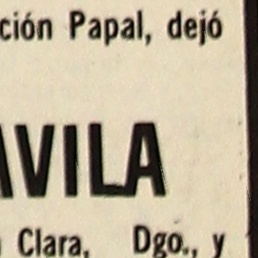 ción Papal, dejó
AVILA
Clara, Dgo., y